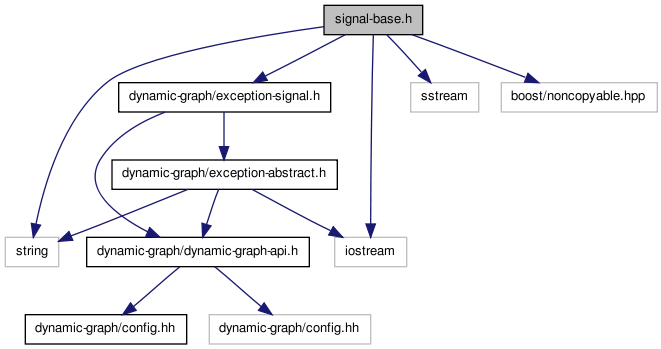 signal-base.h
dynamic-graph/exception-signal.h
sstream
boost/noncopyable.hpp
dynamic-graph/exception-abstract.h
string
dynamic-graph/dynamic-graph-api.h
iostream
dynamic-graph/config.hh
dynamic-graph/config.hh